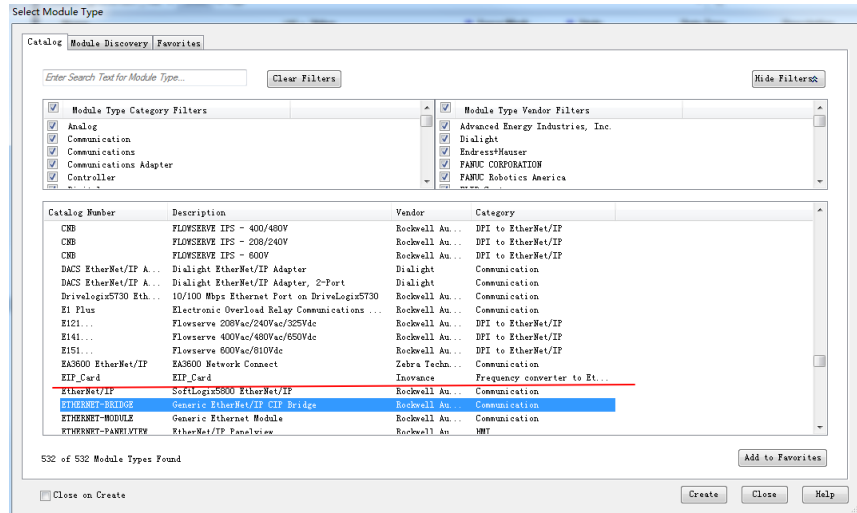 Select Module Type
Catalog Module Discovery Favorites
Enter Search Text for Module Type... Clear Filters Hide Filters
Module Type Category Filters Module Type Vendor Filters
Analog Advanced Energy Industries, Inc.
Communication Dialight
Communications Endress+Hauser
Communications Adapter FANUC CORPORATION
Controller FANUC Robotics America
Catalog Number Description Vendor Category
CNB FLOWSERVE IPS - 400/480V Rockwell Au... DPI to EtherNet/IP
CNB FLOWSERVE IPS - 208/240V Rockwell Au... DPI to EtherNet/IP
CNB FLOWSERVE IPS - 600V Rockwell Au... DPI to EtherNet/IP
DACS EtherNet/IP A... Dialight EtherNet/IP Adapter Dialight Communication
DACS EtherNet/IP A... Dialight EtherNet/IP Adapter, 2-Port Dialight Communication
Drivelogix5730 Eth... 10/100 Mbps Ethernet Port on DriveLogix5730 Rockwell Au... Communication
E1 Plus Electronic Overload Relay Communications ... Rockwell Au... Communication
E121... Flowserve 208Vac/240Vac/325Vdc Rockwell Au... DPI to EtherNet/IP
E141... Flowserve 400Vac/480Vac/650Vdc Rockwell Au... DPI to EtherNet/IP
E151... Flowserve 600Vac/810Vdc Rockwell Au... DPI to EtherNet/IP
EA3600 EtherNet/IP EA3600 Network Connect Zebra Techn... Communication
EIP_Card EIP_Card Inovance Frequency converter to Et...
EtherNet/IP SoftLogix5800 EtherNet/IP Rockwell Au... Communication
ETHERNET-BRIDGE Generic EtherNet/IP CIP Bridge Rockwell Au... Communication
ETHERNET-MODULE Generic Ethernet Module Rockwell Au... Communication
ETHERNET-PANELVIEW EtherNet/IP Panelview Rockwell Au... HMI
532 of 532 Module Types Found Add to Favorites
Close on Create Create Close Help